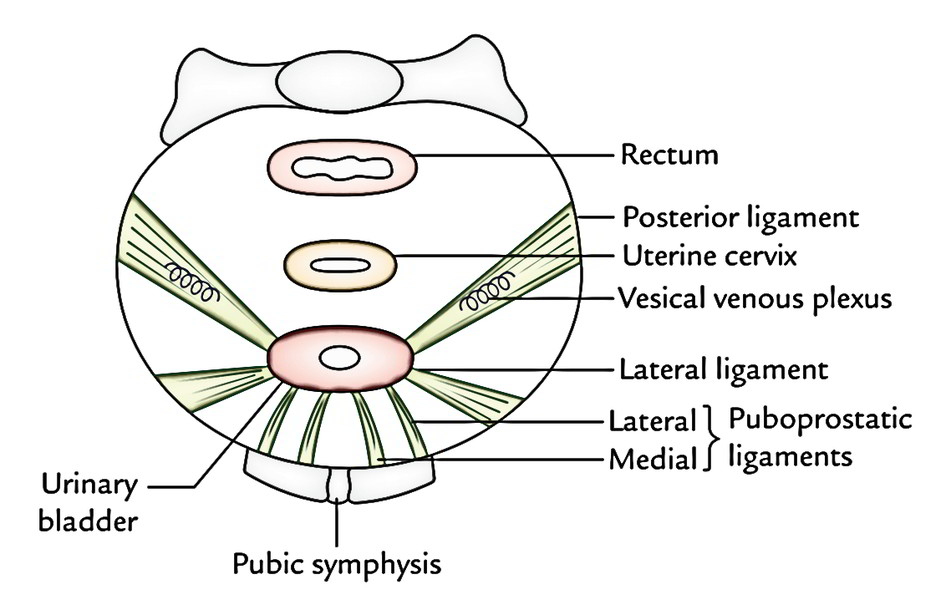 Rectum
Posterior ligament
Uterine cervix
Vesical venous plexus
Lateral ligament
Lateral
Medial
Puboprostatic
ligaments
Urinary
bladder
Pubic symphysis